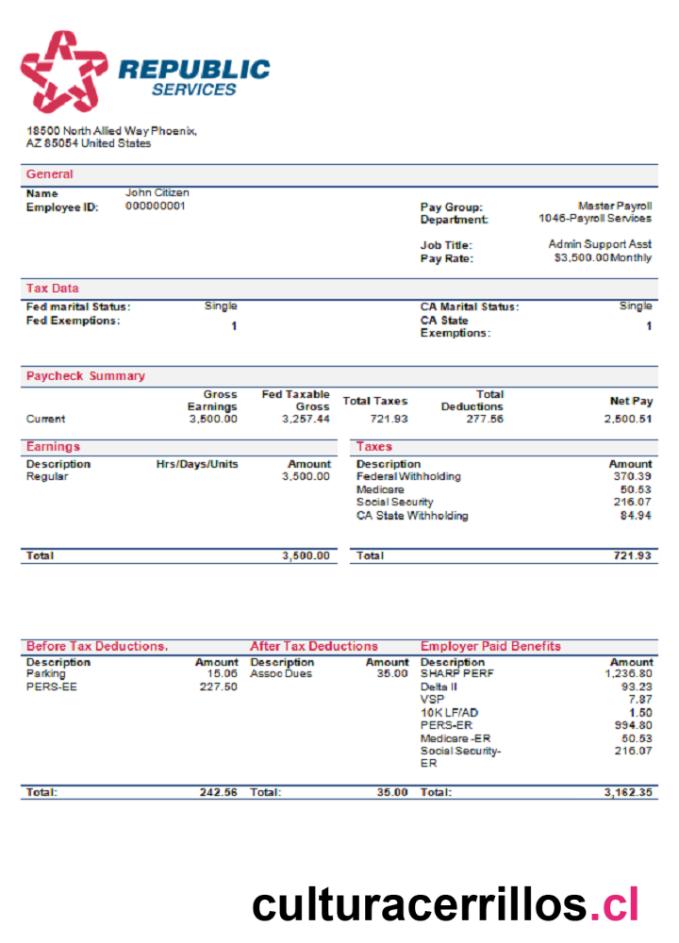 REPUBLIC
SERVICES
18500 North Allied Way Phoenix,
AZ 85054 United States
General
Name John Citizen
Employee ID: 000000001
Pay Group: Master Payroll
Department: 1046-Payroll Services
Job Title: Admin Support Asst
Pay Rate: $3,500.00Monthly
Tax Data
Fed marital Status: Single CA Marital Status: Single
Fed Exemptions: 1 CA State
Exemptions: 1
Paycheck Summary
Gross Fed Taxable Total Taxes Total Net Pay
Earnings Gross Deductions
Current 3,500.00 3,257.44 721.93 277.56 2,500.51
Earnings Taxes
Description Hrs/Days/Units Amount Description Amount
Regular 3,500.00 Federal Withholding 370.39
Medicare 50.53
Social Security 216.07
CA State Withholding 84.94
Total 3,500.00 Total 721.93
Before Tax Deductions. After Tax Deductions Employer Paid Benefits
Description Amount Description Amount Description Amount
Parking 15.06 Assoc Dues 35.00 SHARP PERF 1,236.80
PERS-EE 227.50 Delta II 93.23
VSP 7.87
10K LF/AD 1.50
PERS-ER 994.80
Medicare -ER 50.53
Social Security- 216.07
ER
Total: 242.56 Total: 35.00 Total: 3,162.35
culturacerrillos.cl